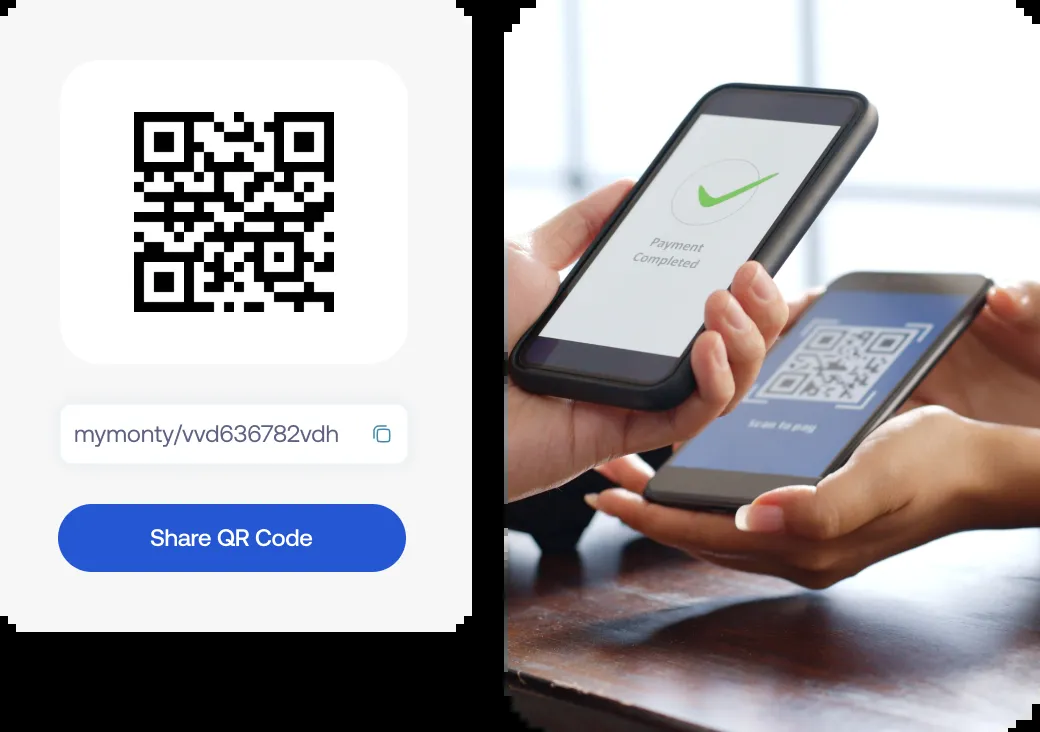 mymonty/vvd636782vdh
Share QR Code
Payment
Completed
Scan to pay